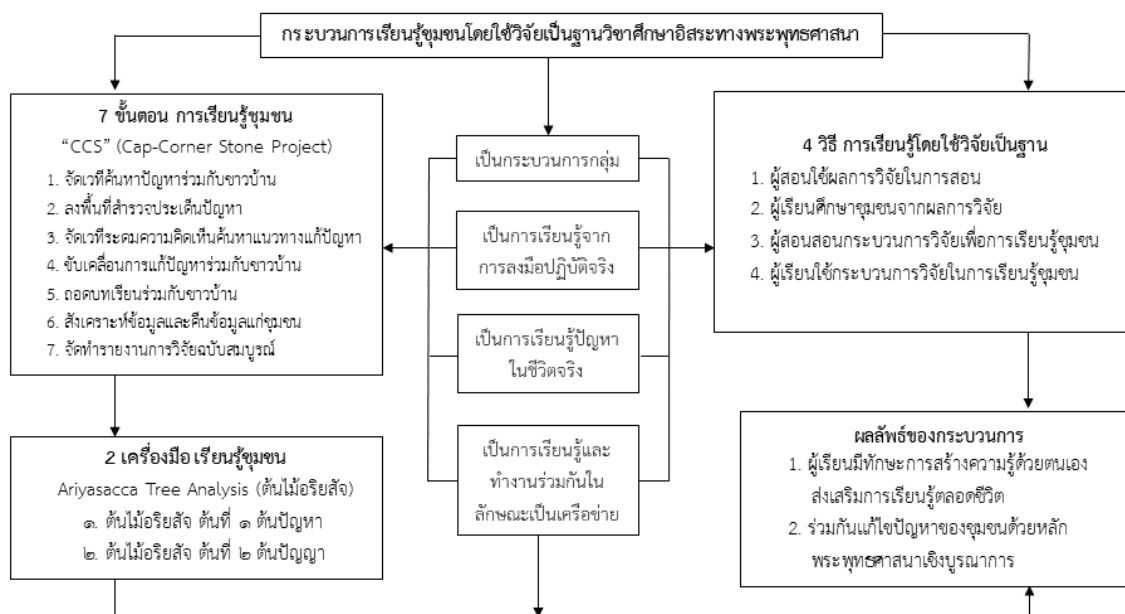 กระบวนการเรียนรู้ชุมชนโดยใช้วิจัยเป็นฐานวิชาศึกษาอิสระทางพระพุทธศาสนา
7 ขั้นตอน การเรียนรู้ชุมชน
“CCS” (Cap-Corner Stone Project)
1. จัดเวทีค้นหาปัญหาร่วมกับชาวบ้าน
2. ลงพื้นที่สำรวจประเด็นปัญหา
3. จัดเวทีระดมความคิดเห็นค้นหาแนวทางแก้ปัญหา
4. ขับเคลื่อนการแก้ปัญหาร่วมกับชาวบ้าน
5. ถอดบทเรียนร่วมกับชาวบ้าน
6. สังเคราะห์ข้อมูลและคืนข้อมูลแก่ชุมชน
7. จัดทำรายงานการวิจัยฉบับสมบูรณ์
2 เครื่องมือ เรียนรู้ชุมชน
Ariyasacca Tree Analysis (ต้นไม้อริยสัจ)
๑. ต้นไม้อริยสัจ ต้นที่ ๑ ต้นปัญหา
๒. ต้นไม้อริยสัจ ต้นที่ ๒ ต้นปัญญา
เป็นกระบวนการกลุ่ม
เป็นการเรียนรู้จาก
การลงมือปฏิบัติจริง
เป็นการเรียนรู้ปัญหา
ในชีวิตจริง
เป็นการเรียนรู้และ
ทำงานร่วมกันใน
ลักษณะเป็นเครือข่าย
4 วิธี การเรียนรู้โดยใช้วิจัยเป็นฐาน
1. ผู้สอนใช้ผลการวิจัยในการสอน
2. ผู้เรียนศึกษาชุมชนจากผลการวิจัย
3. ผู้สอนสอนกระบวนการวิจัยเพื่อการเรียนรู้ชุมชน
4. ผู้เรียนใช้กระบวนการวิจัยในการเรียนรู้ชุมชน
ผลลัพธ์ของกระบวนการ
1. ผู้เรียนมีทักษะการสร้างความรู้ด้วยตนเอง
ส่งเสริมการเรียนรู้ตลอดชีวิต
2. ร่วมกันแก้ไขปัญหาของชุมชนด้วยหลัก
พระพุทธศาสนาเชิงบูรณาการ